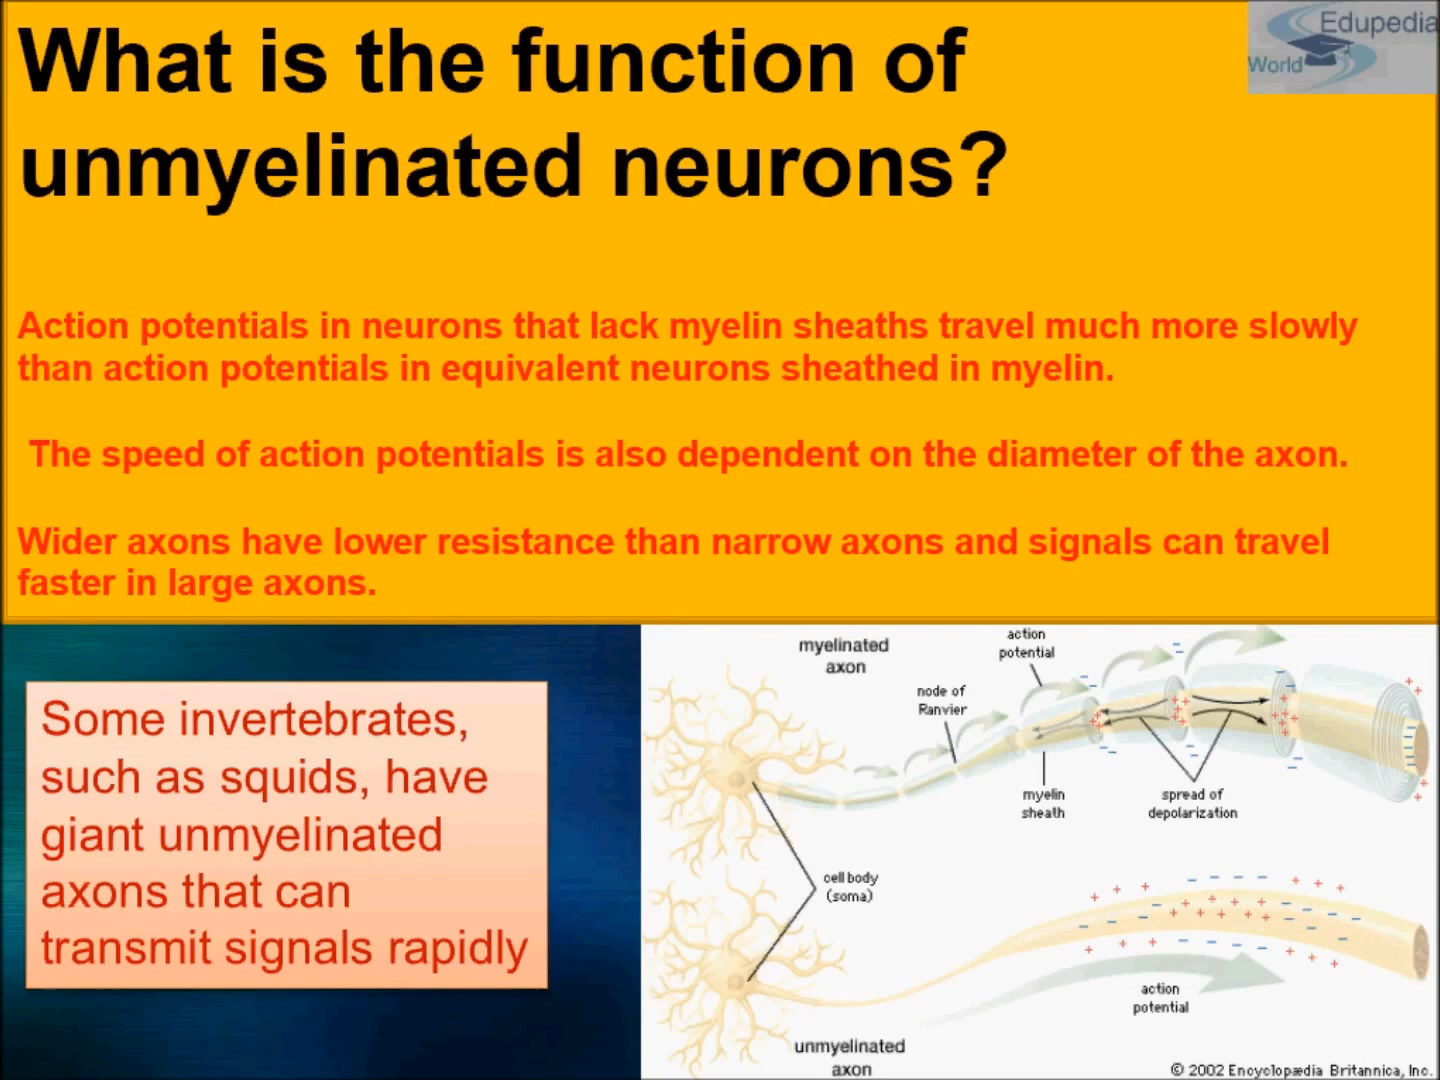 What is the function of
unmyelinated neurons?
Edupedia
World
Action potentials in neurons that lack myelin sheaths travel much more slowly
than action potentials in equivalent neurons sheathed in myelin.
The speed of action potentials is also dependent on the diameter of the axon.
Wider axons have lower resistance than narrow axons and signals can travel
faster in large axons.
Some invertebrates,
such as squids, have
giant unmyelinated
axons that can
transmit signals rapidly
myelinated
axon
action
potential
node of
Ranvier
myelin
sheath
spread of
depolarization
cell body
(soma)
action
potential
unmyelinated
axon
© 2002 Encyclopædia Britannica, Inc.